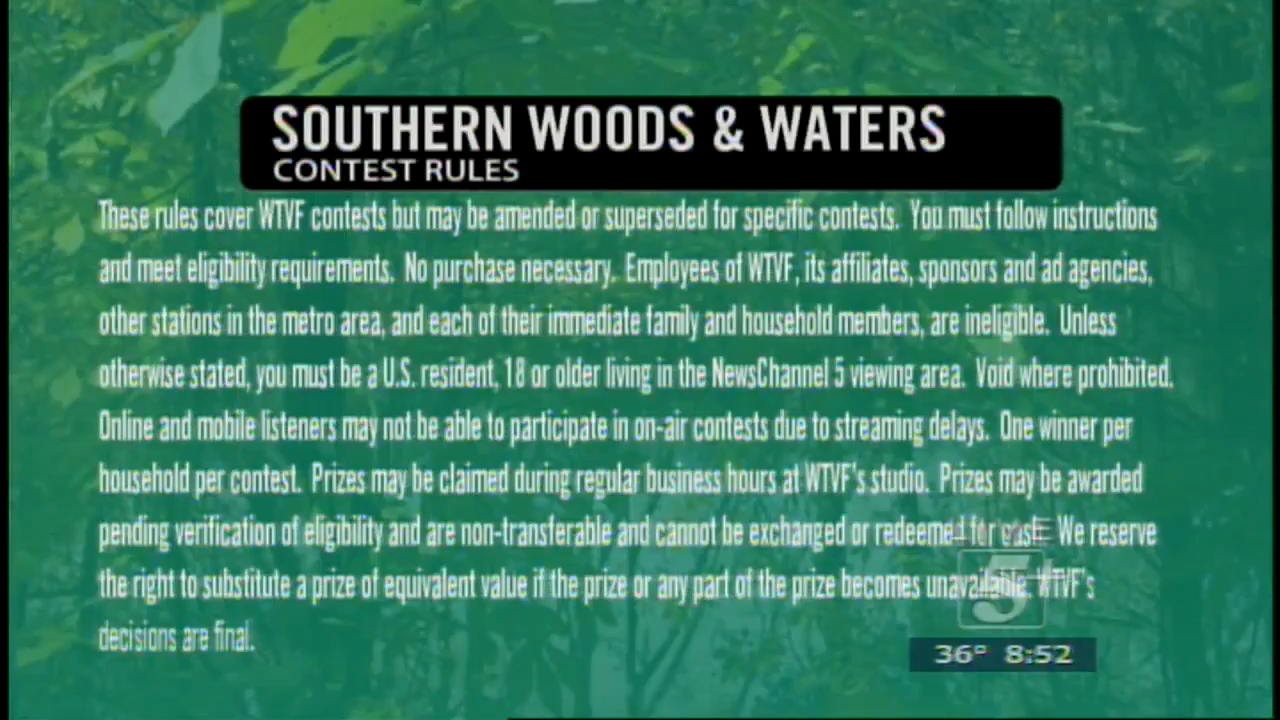 SOUTHERN WOODS & WATERS
CONTEST RULES
These rules cover WTVF contests but may be amended or superseded for specific contests. You must follow instructions
and meet eligibility requirements. No purchase necessary. Employees of WTVF, its affiliates, sponsors and ad agencies,
other stations in the metro area, and each of their immediate family and household members, are ineligible. Unless
otherwise stated, you must be a U.S. resident, 18 or older living in the NewsChannel 5 viewing area. Void where prohibited.
Online and mobile listeners may not be able to participate in on-air contests due to streaming delays. One winner per
household per contest. Prizes may be claimed during regular business hours at WTVF's studio. Prizes may be awarded
pending verification of eligibility and are non-transferable and cannot be exchanged or redeemed for cash. We reserve
the right to substitute a prize of equivalent value if the prize or any part of the prize becomes unavailable. WTVF's
decisions are final.
5
36° 8:52